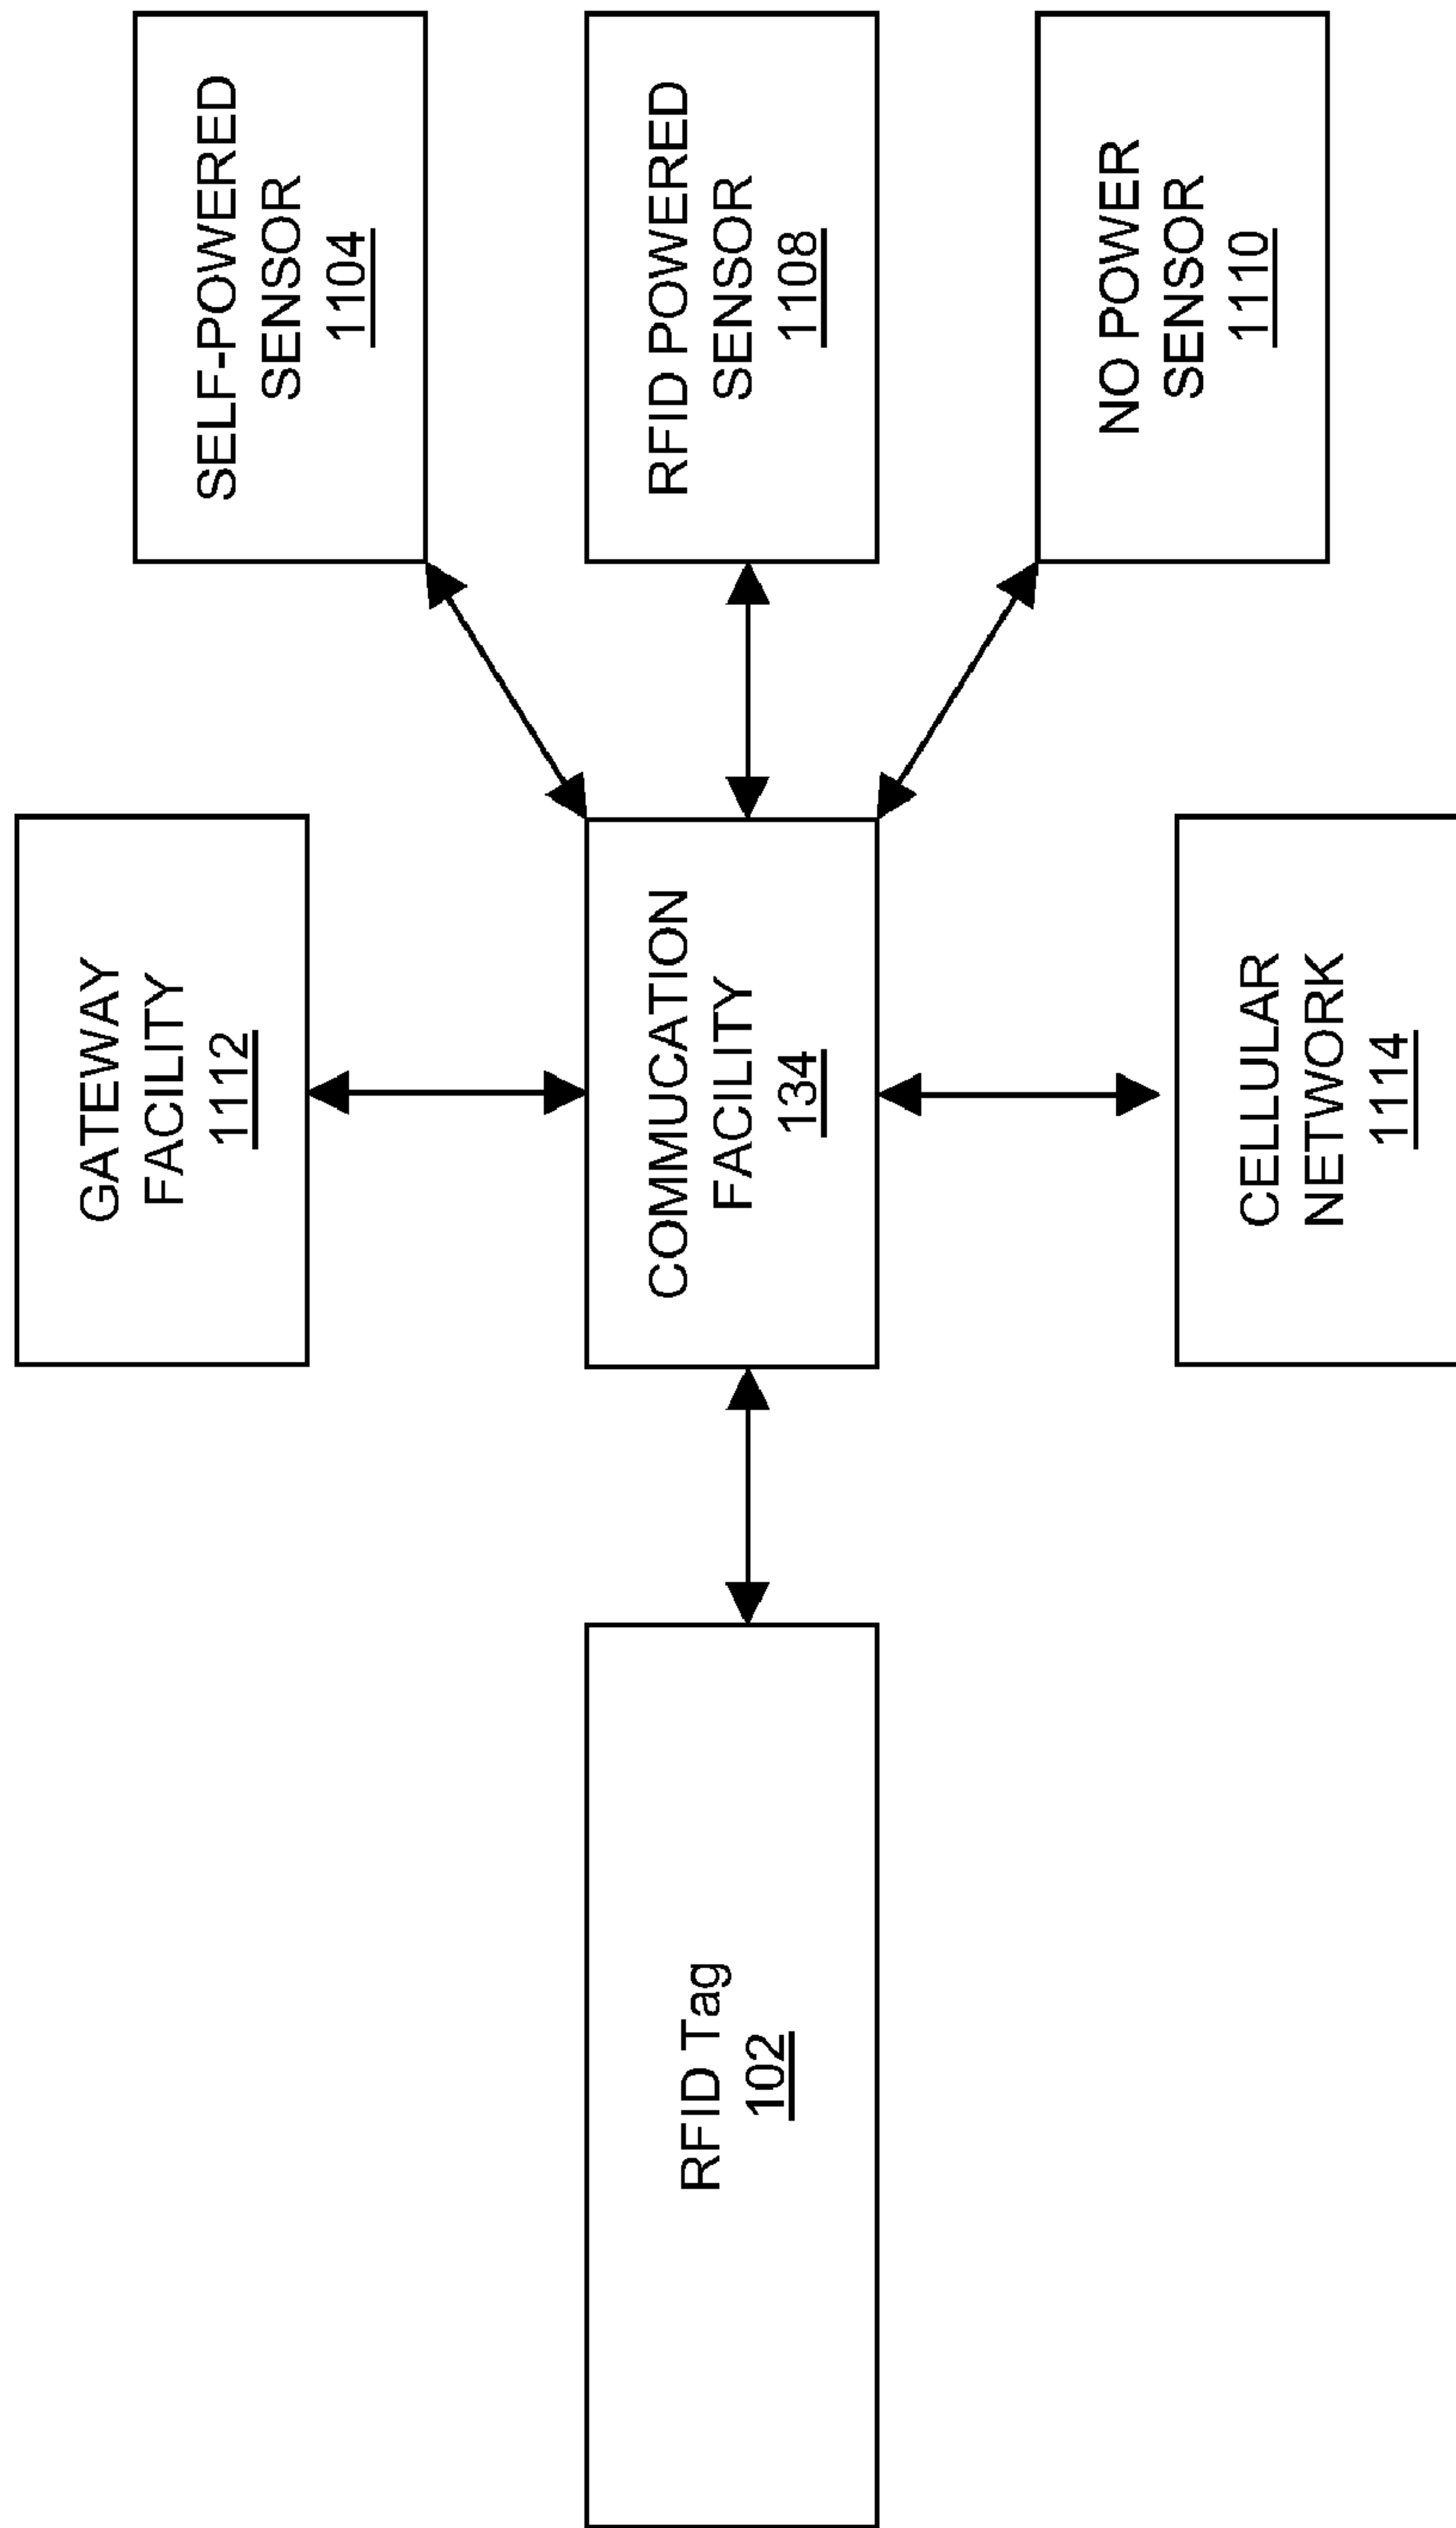 GATEWAY
FACILITY
1112
SELF-POWERED
SENSOR
1104
RFID Tag
102
COMMUCATION
FACILITY
134
RFID POWERED
SENSOR
1108
CELLULAR
NETWORK
1114
NO POWER
SENSOR
1110